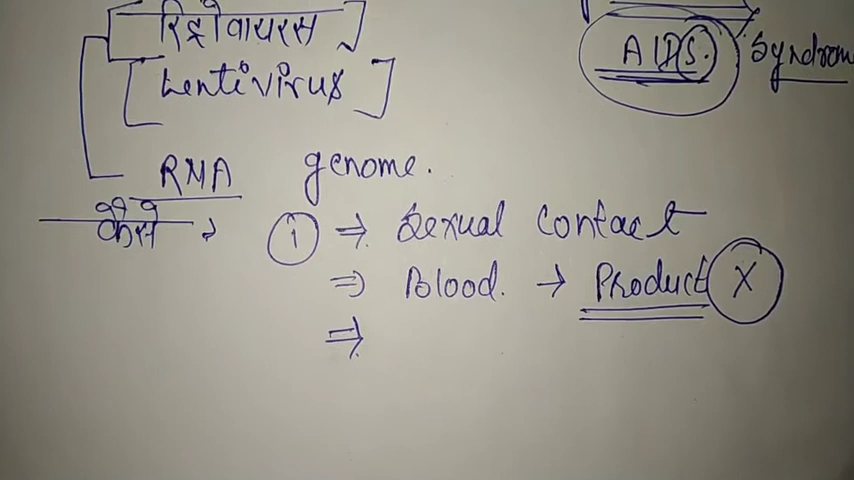 रिट्रोवायरस
AIDS. Syndrom
Lentivirus
RNA genome.
कैसे
1 ⇒ Sexual Contact
⇒ Blood. → Product X
⇒